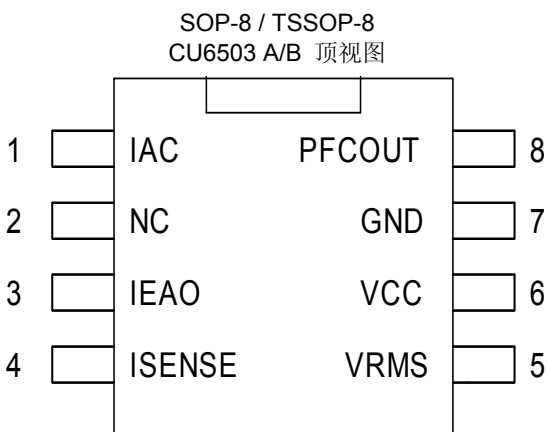 SOP-8 / TSSOP-8
CU6503 A/B 顶视图
1 IAC PFCOUT 8
2 NC GND 7
3 IEAO VCC 6
4 ISENSE VRMS 5